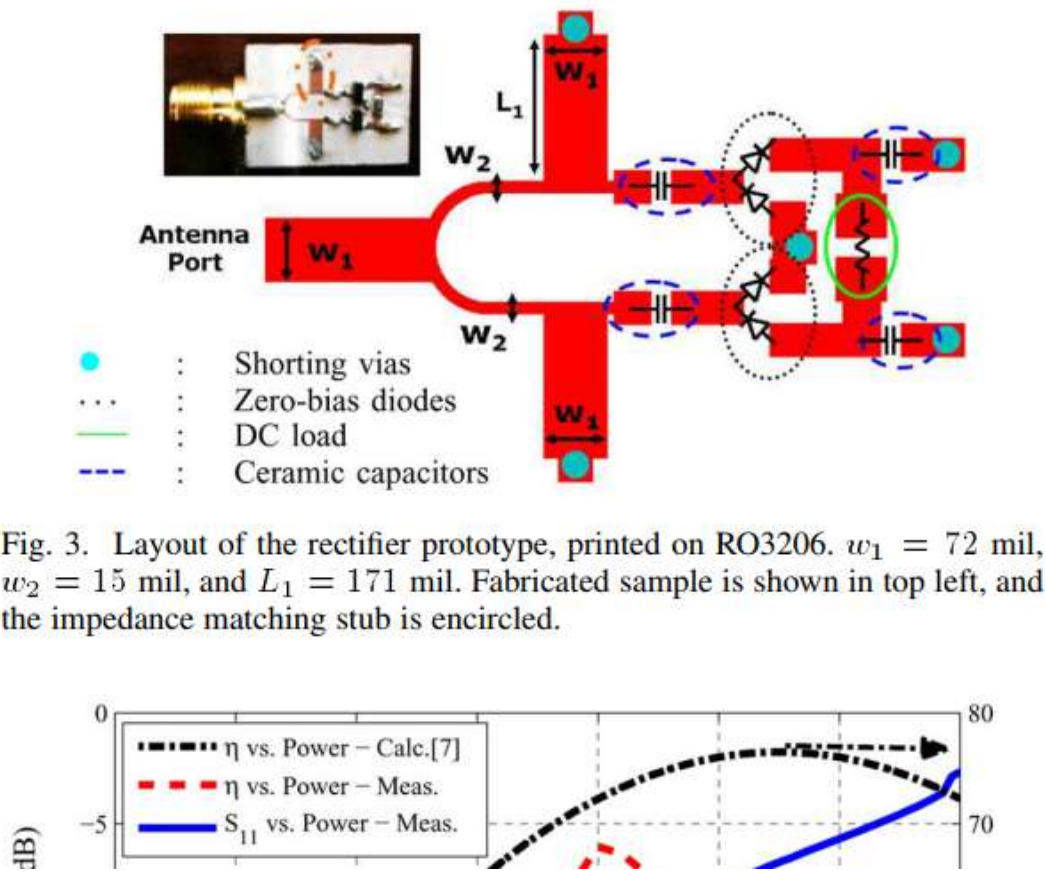 W₁
L₁
W₂
Antenna
Port
W₁
W₂
W₁
: Shorting vias
: Zero-bias diodes
: DC load
: Ceramic capacitors
Fig. 3. Layout of the rectifier prototype, printed on RO3206. w₁ = 72 mil,
w₂ = 15 mil, and L₁ = 171 mil. Fabricated sample is shown in top left, and
the impedance matching stub is encircled.
0
80
η vs. Power – Calc.[7]
η vs. Power – Meas.
S₁₁ vs. Power – Meas.
−5
70
dB)